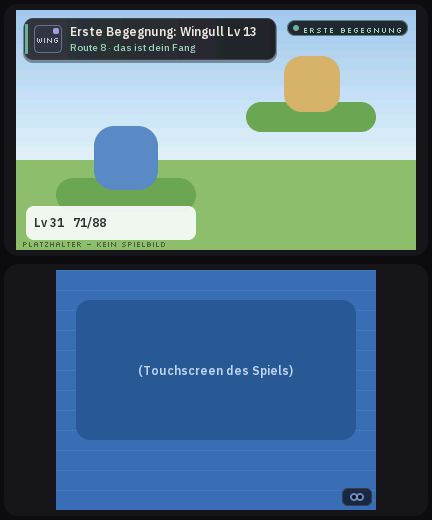 WING
Erste Begegnung: Wingull Lv 13
Route 8 · das ist dein Fang
ERSTE BEGEGNUNG
Lv 31 71/88
PLATZHALTER – KEIN SPIELBILD
(Touchscreen des Spiels)